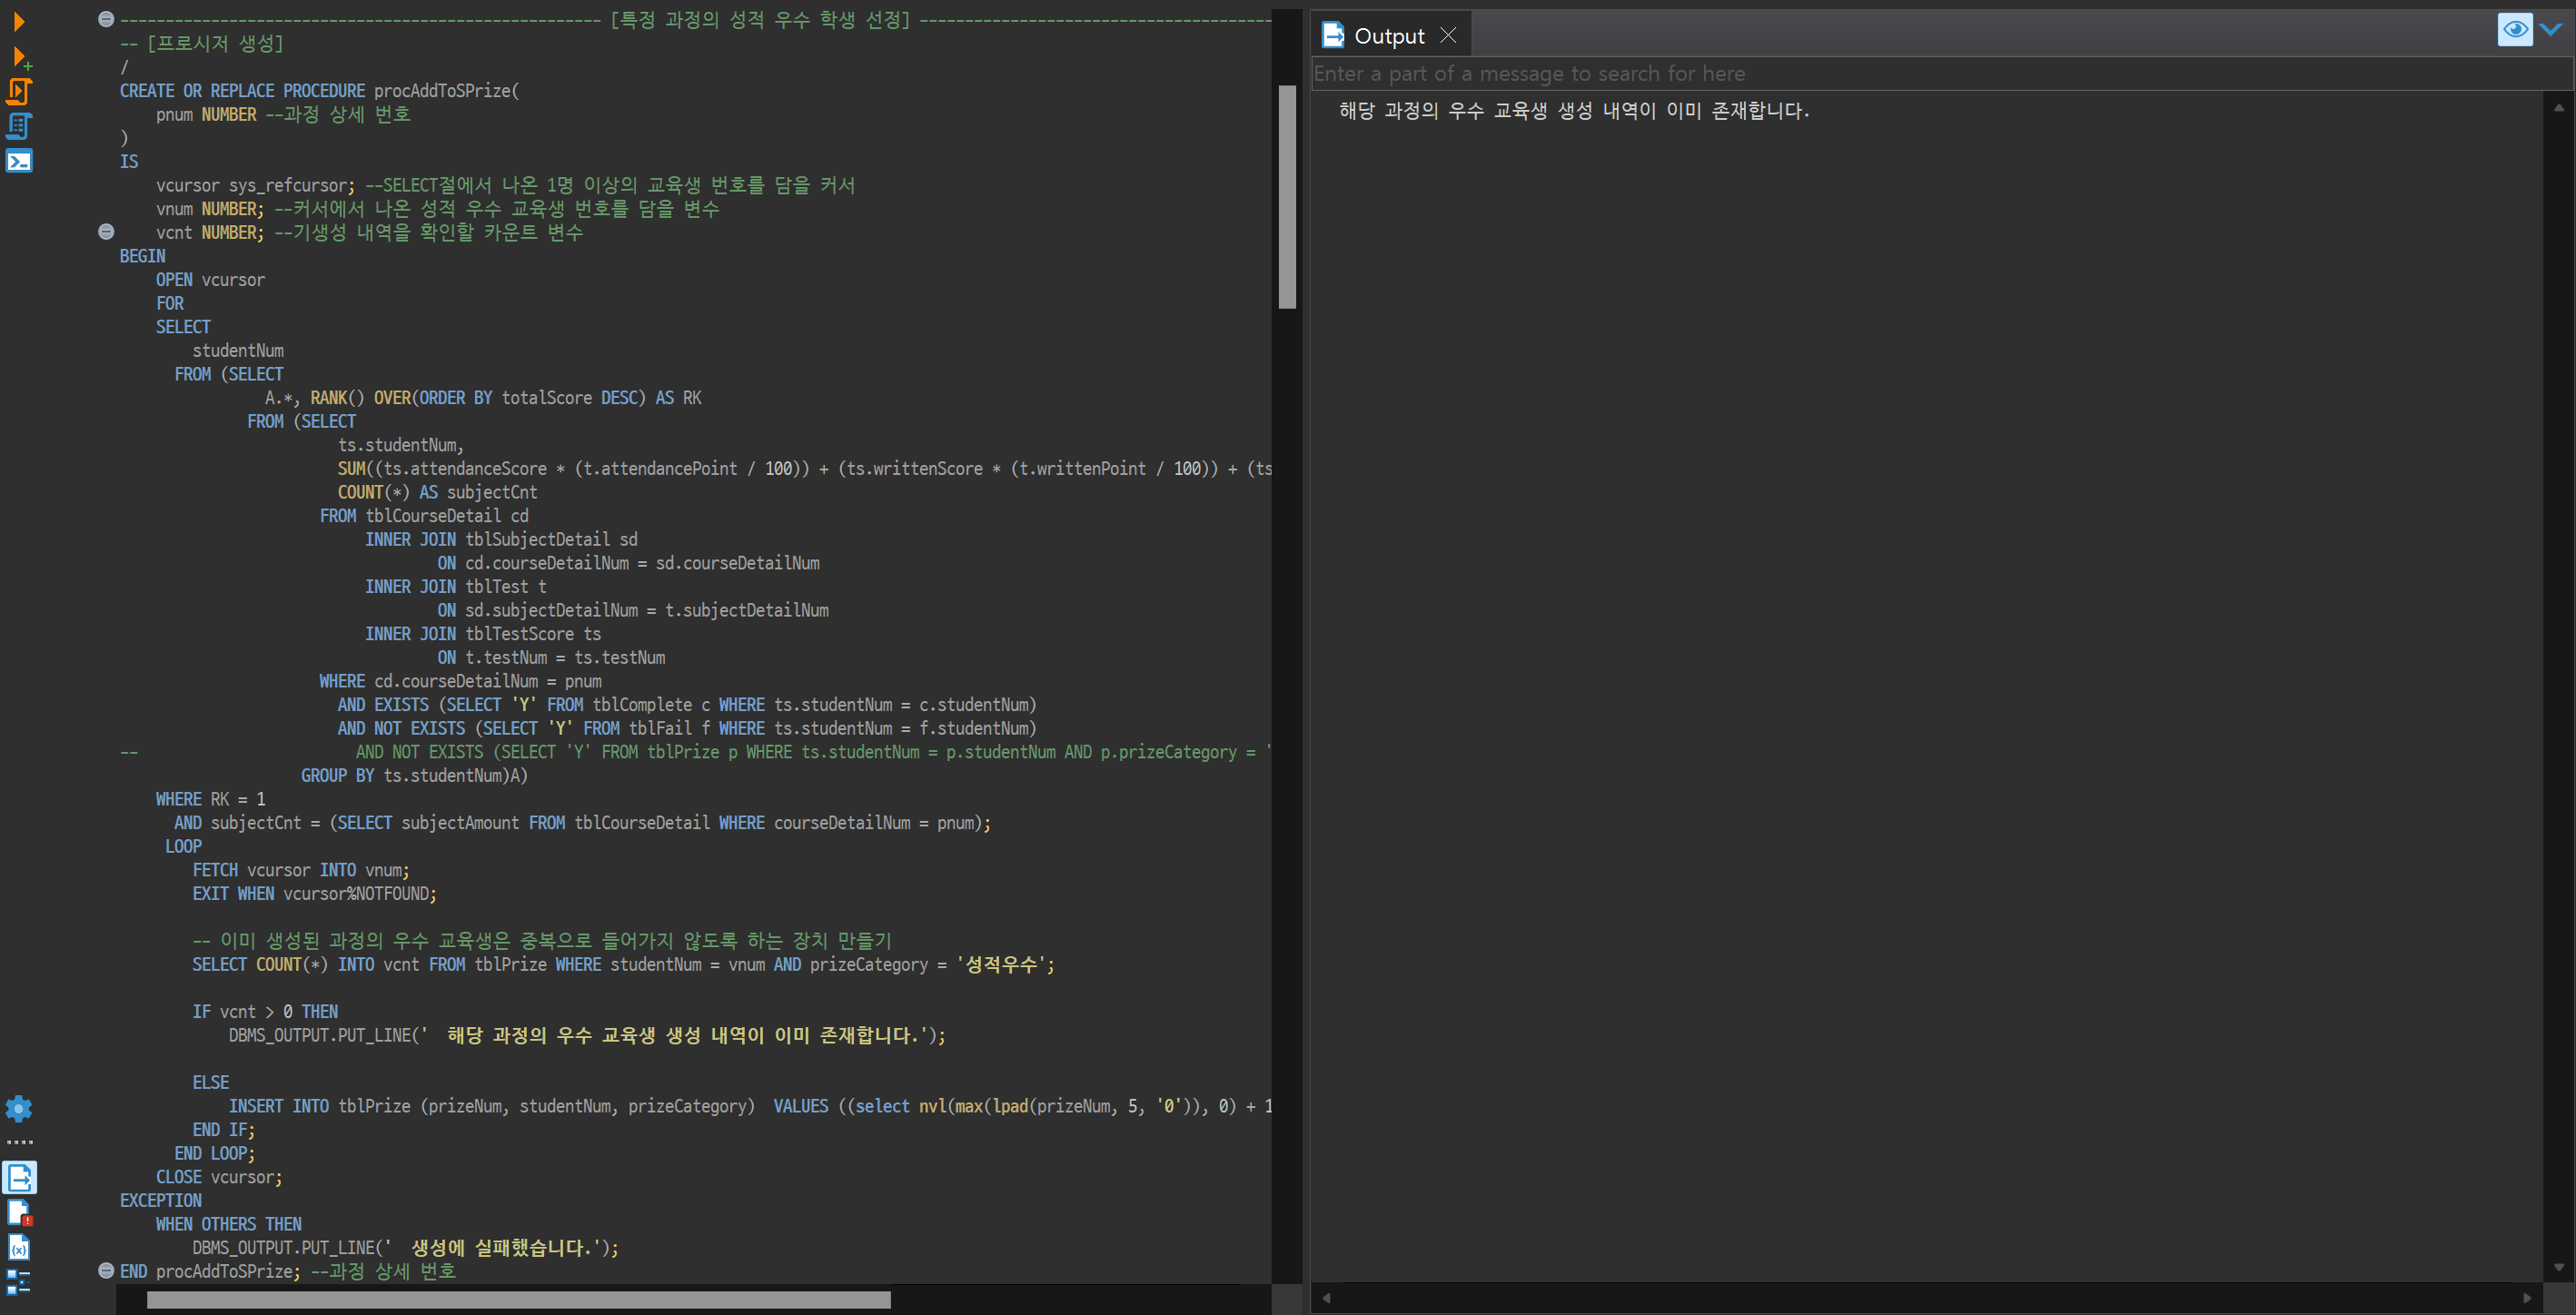 ----------------------------------------------------- [특정 과정의 성적 우수 학생 선정] ---------------------------------------
-- [프로시저 생성]
/
CREATE OR REPLACE PROCEDURE procAddToSPrize(
    pnum NUMBER --과정 상세 번호
)
IS
    vcursor sys_refcursor; --SELECT절에서 나온 1명 이상의 교육생 번호를 담을 커서
    vnum NUMBER; --커서에서 나온 성적 우수 교육생 번호를 담을 변수
    vcnt NUMBER; --기생성 내역을 확인할 카운트 변수
BEGIN
    OPEN vcursor
    FOR
    SELECT
        studentNum
      FROM (SELECT
                A.*, RANK() OVER(ORDER BY totalScore DESC) AS RK
              FROM (SELECT
                        ts.studentNum,
                        SUM((ts.attendanceScore * (t.attendancePoint / 100)) + (ts.writtenScore * (t.writtenPoint / 100)) + (ts
                        COUNT(*) AS subjectCnt
                      FROM tblCourseDetail cd
                           INNER JOIN tblSubjectDetail sd
                                   ON cd.courseDetailNum = sd.courseDetailNum
                           INNER JOIN tblTest t
                                   ON sd.subjectDetailNum = t.subjectDetailNum
                           INNER JOIN tblTestScore ts
                                   ON t.testNum = ts.testNum
                      WHERE cd.courseDetailNum = pnum
                        AND EXISTS (SELECT 'Y' FROM tblComplete c WHERE ts.studentNum = c.studentNum)
                        AND NOT EXISTS (SELECT 'Y' FROM tblFail f WHERE ts.studentNum = f.studentNum)
--                        AND NOT EXISTS (SELECT 'Y' FROM tblPrize p WHERE ts.studentNum = p.studentNum AND p.prizeCategory = '
                    GROUP BY ts.studentNum)A)
    WHERE RK = 1
      AND subjectCnt = (SELECT subjectAmount FROM tblCourseDetail WHERE courseDetailNum = pnum);
     LOOP
        FETCH vcursor INTO vnum;
        EXIT WHEN vcursor%NOTFOUND;
        -- 이미 생성된 과정의 우수 교육생은 중복으로 들어가지 않도록 하는 장치 만들기
        SELECT COUNT(*) INTO vcnt FROM tblPrize WHERE studentNum = vnum AND prizeCategory = '성적우수';
        IF vcnt > 0 THEN
            DBMS_OUTPUT.PUT_LINE('  해당 과정의 우수 교육생 생성 내역이 이미 존재합니다.');
        ELSE
            INSERT INTO tblPrize (prizeNum, studentNum, prizeCategory)  VALUES ((select nvl(max(lpad(prizeNum, 5, '0')), 0) + 1
        END IF;
      END LOOP;
    CLOSE vcursor;
EXCEPTION
    WHEN OTHERS THEN
        DBMS_OUTPUT.PUT_LINE('  생성에 실패했습니다.');
END procAddToSPrize; --과정 상세 번호
Output
Enter a part of a message to search for here
해당 과정의 우수 교육생 생성 내역이 이미 존재합니다.